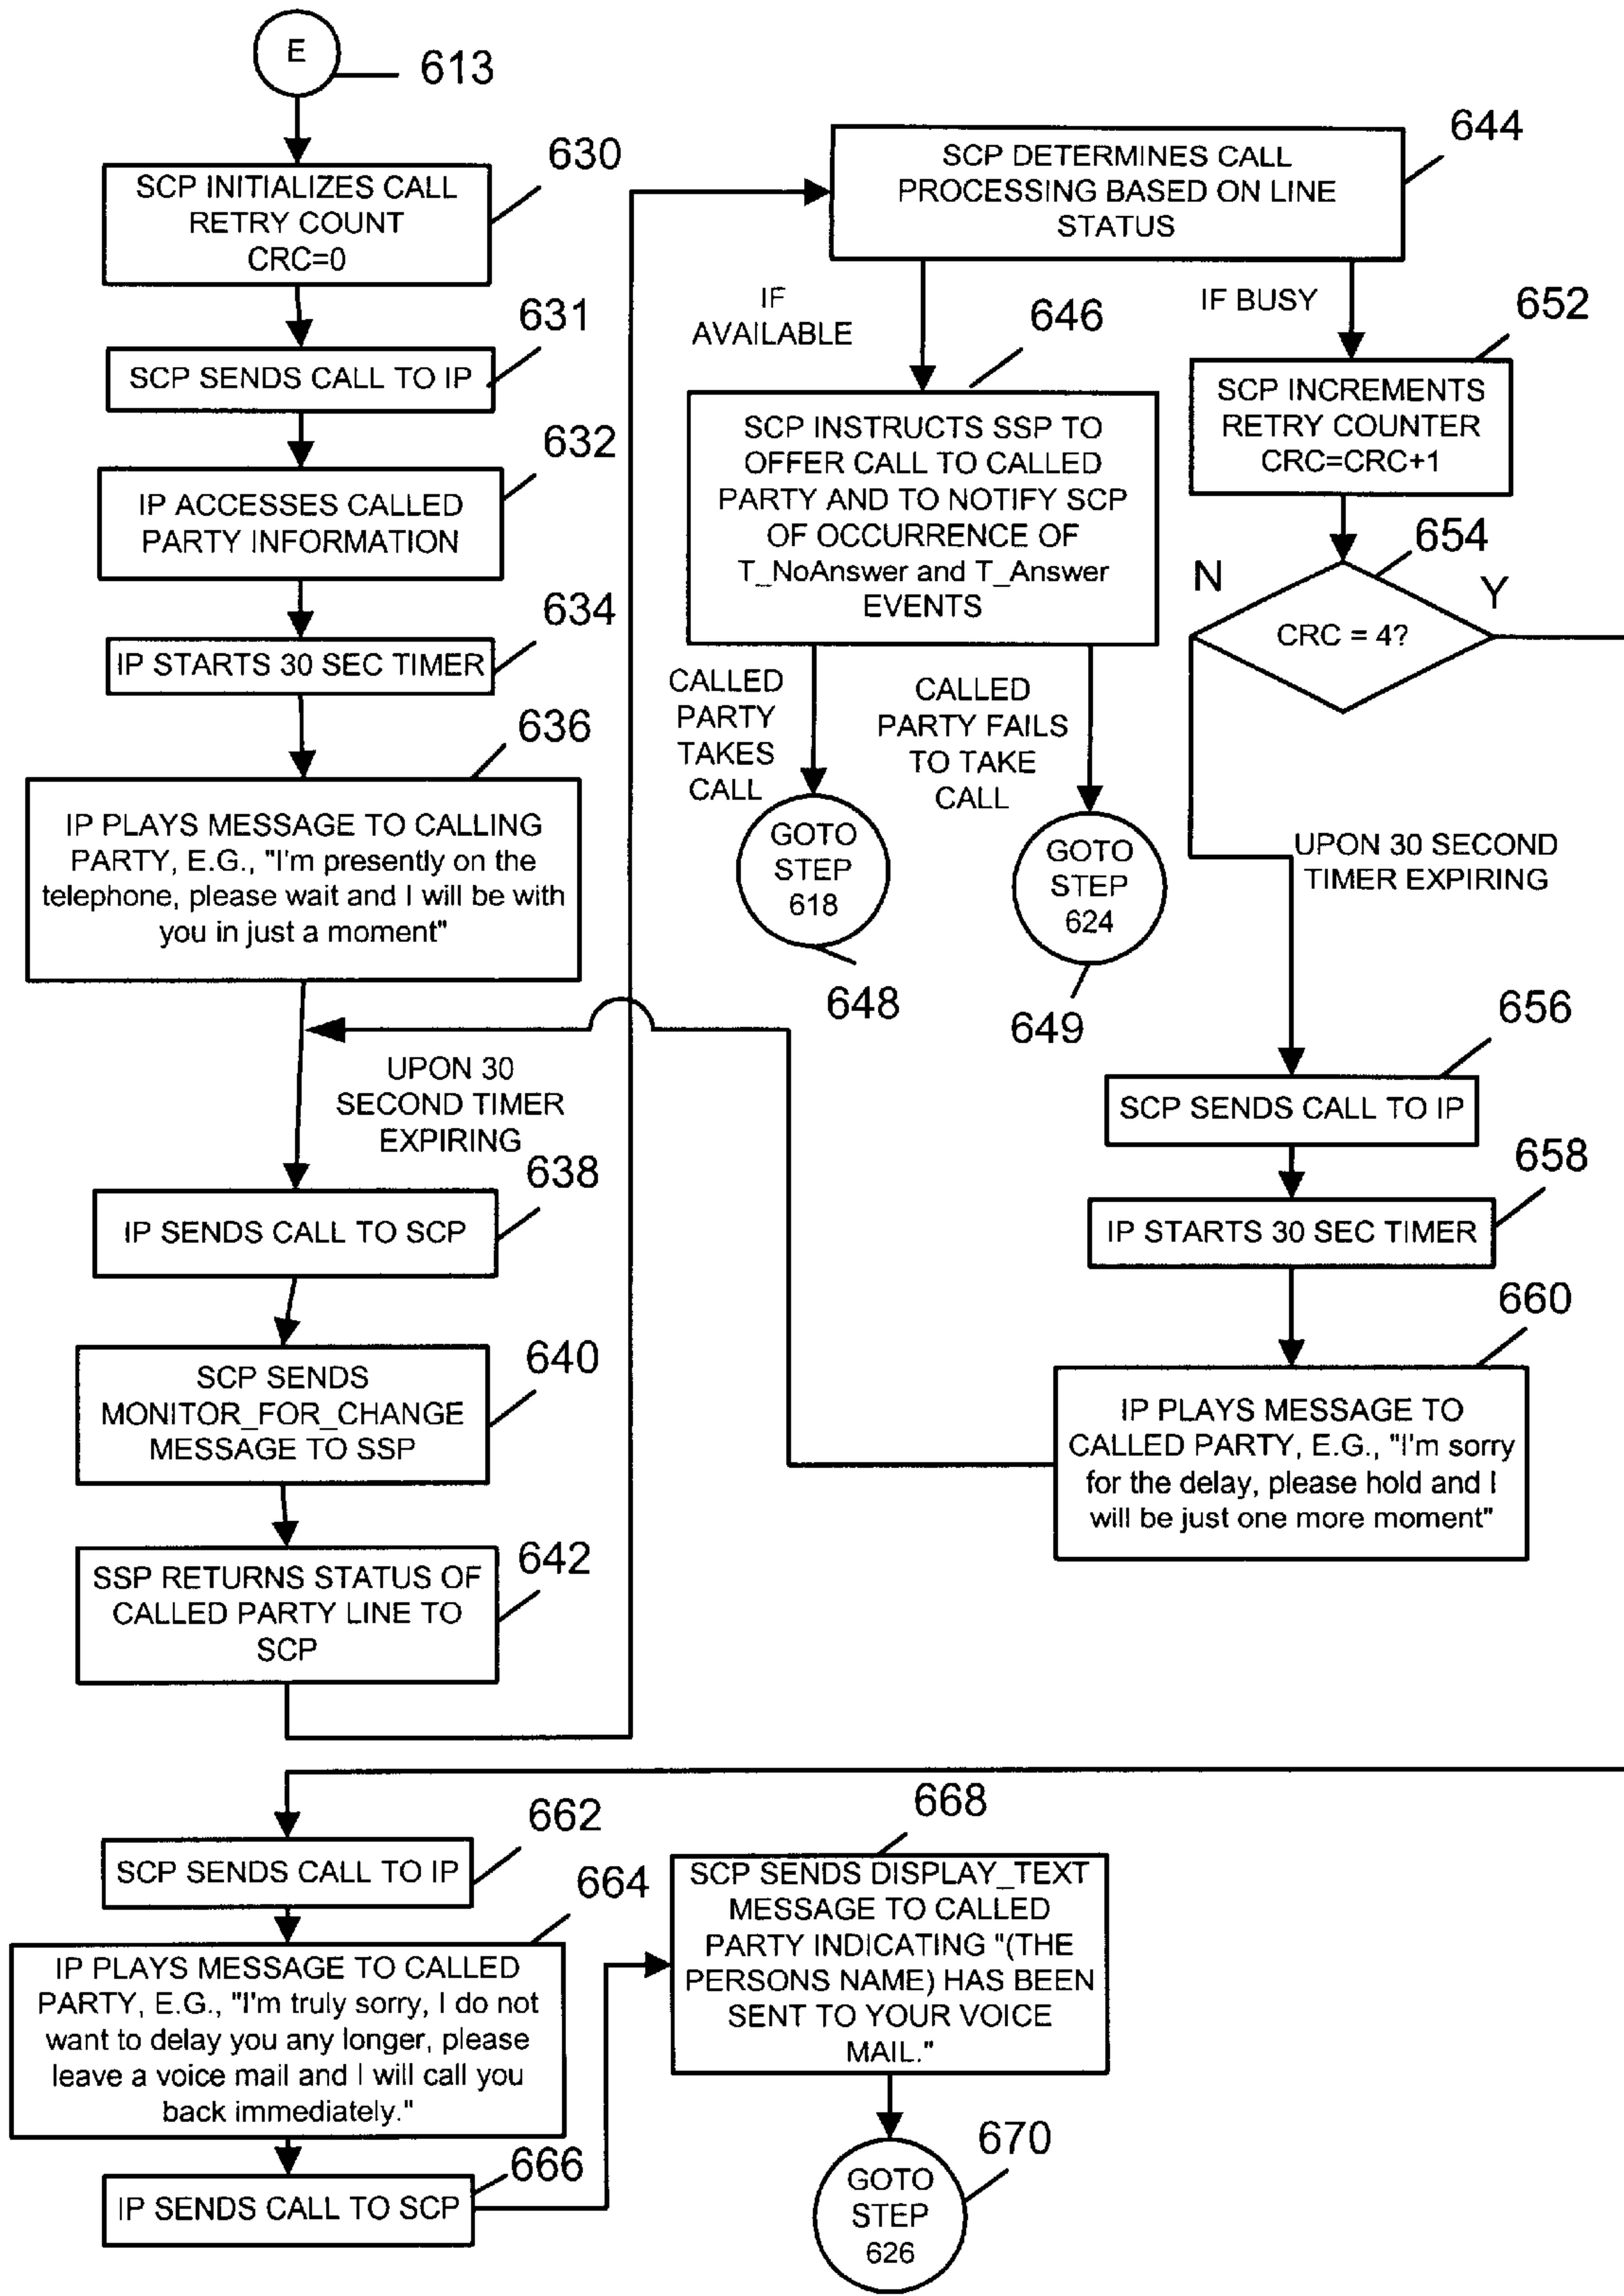 E
613
630
SCP INITIALIZES CALL
RETRY COUNT
CRC=0
631
SCP SENDS CALL TO IP
632
IP ACCESSES CALLED
PARTY INFORMATION
634
IP STARTS 30 SEC TIMER
636
IP PLAYS MESSAGE TO CALLING
PARTY, E.G., "I'm presently on the
telephone, please wait and I will be with
you in just a moment"
UPON 30
SECOND TIMER
EXPIRING
638
IP SENDS CALL TO SCP
640
SCP SENDS
MONITOR_FOR_CHANGE
MESSAGE TO SSP
642
SSP RETURNS STATUS OF
CALLED PARTY LINE TO
SCP
644
SCP DETERMINES CALL
PROCESSING BASED ON LINE
STATUS
IF
AVAILABLE
646
SCP INSTRUCTS SSP TO
OFFER CALL TO CALLED
PARTY AND TO NOTIFY SCP
OF OCCURRENCE OF
T_NoAnswer and T_Answer
EVENTS
CALLED
PARTY
TAKES
CALL
GOTO
STEP
618
648
CALLED
PARTY FAILS
TO TAKE
CALL
GOTO
STEP
624
649
IF BUSY
652
SCP INCREMENTS
RETRY COUNTER
CRC=CRC+1
654
N
Y
CRC = 4?
UPON 30 SECOND
TIMER EXPIRING
656
SCP SENDS CALL TO IP
658
IP STARTS 30 SEC TIMER
660
IP PLAYS MESSAGE TO
CALLED PARTY, E.G., "I'm sorry
for the delay, please hold and I
will be just one more moment"
662
SCP SENDS CALL TO IP
664
IP PLAYS MESSAGE TO CALLED
PARTY, E.G., "I'm truly sorry, I do not
want to delay you any longer, please
leave a voice mail and I will call you
back immediately."
666
IP SENDS CALL TO SCP
668
SCP SENDS DISPLAY_TEXT
MESSAGE TO CALLED
PARTY INDICATING "(THE
PERSONS NAME) HAS BEEN
SENT TO YOUR VOICE
MAIL."
670
GOTO
STEP
626